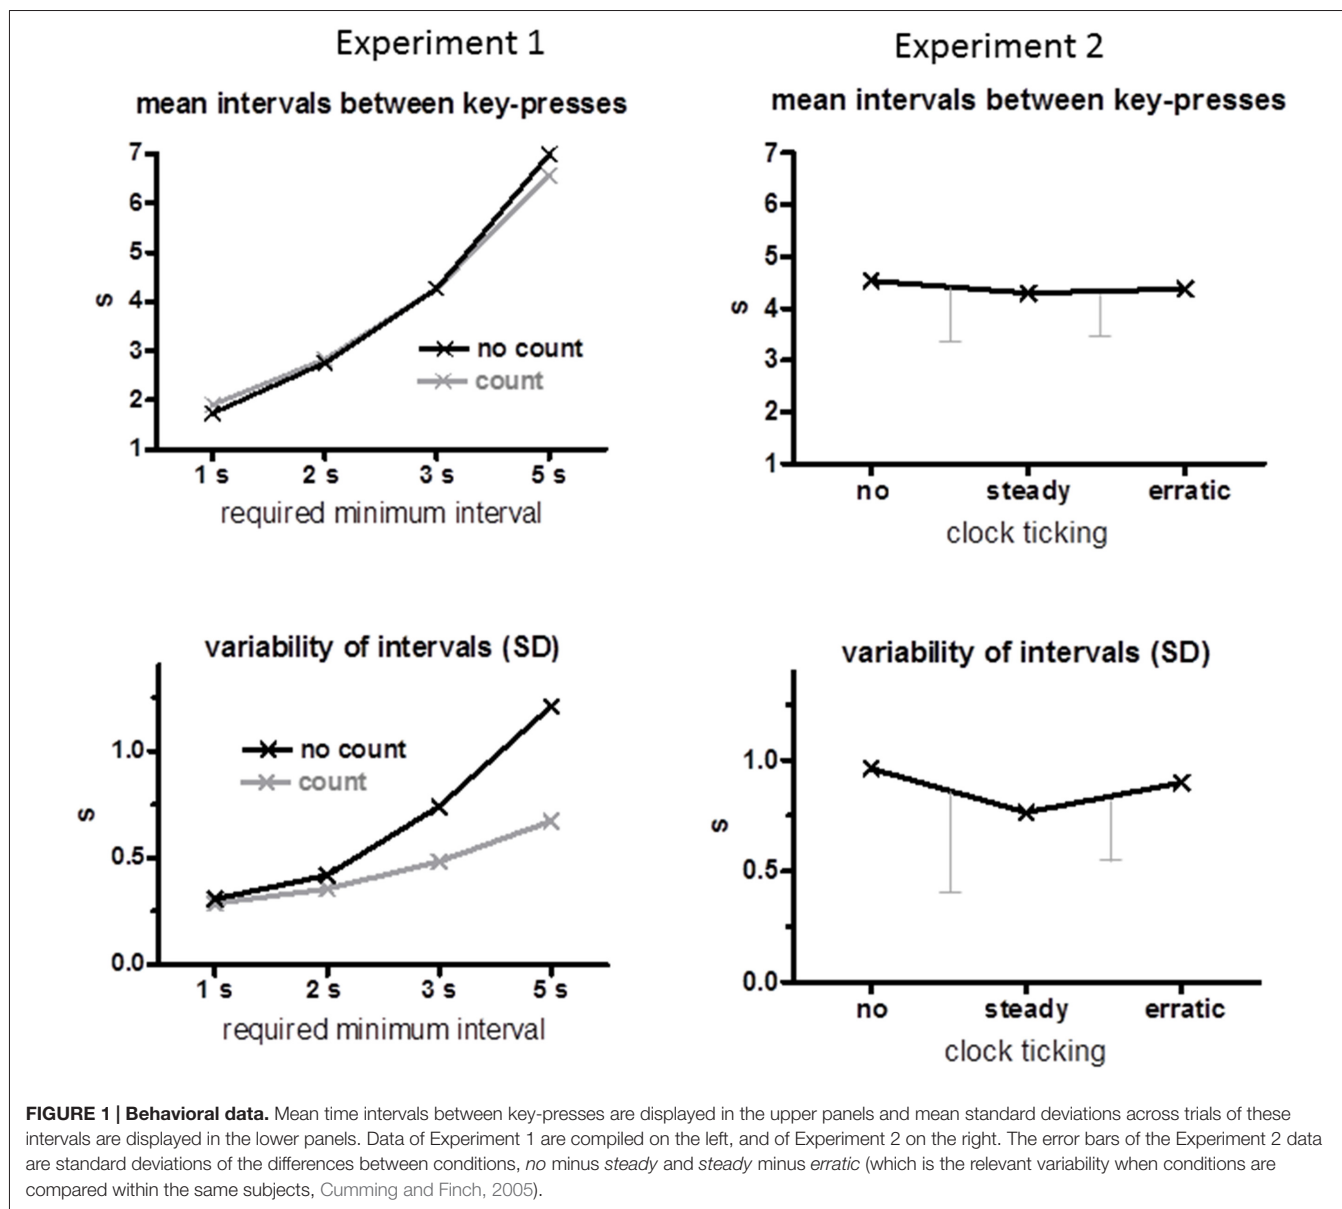 Experiment 1
mean intervals between key-presses
7
6
5
4
3
2
1
s
no count
count
1 s 2 s 3 s 5 s
required minimum interval
Experiment 2
mean intervals between key-presses
7
6
5
4
3
2
1
s
no steady erratic
clock ticking
variability of intervals (SD)
1.0
0.5
0.0
s
no count
count
1 s 2 s 3 s 5 s
required minimum interval
variability of intervals (SD)
1.0
0.5
0.0
s
no steady erratic
clock ticking
FIGURE 1 | Behavioral data. Mean time intervals between key-presses are displayed in the upper panels and mean standard deviations across trials of these
intervals are displayed in the lower panels. Data of Experiment 1 are compiled on the left, and of Experiment 2 on the right. The error bars of the Experiment 2 data
are standard deviations of the differences between conditions, no minus steady and steady minus erratic (which is the relevant variability when conditions are
compared within the same subjects, Cumming and Finch, 2005).